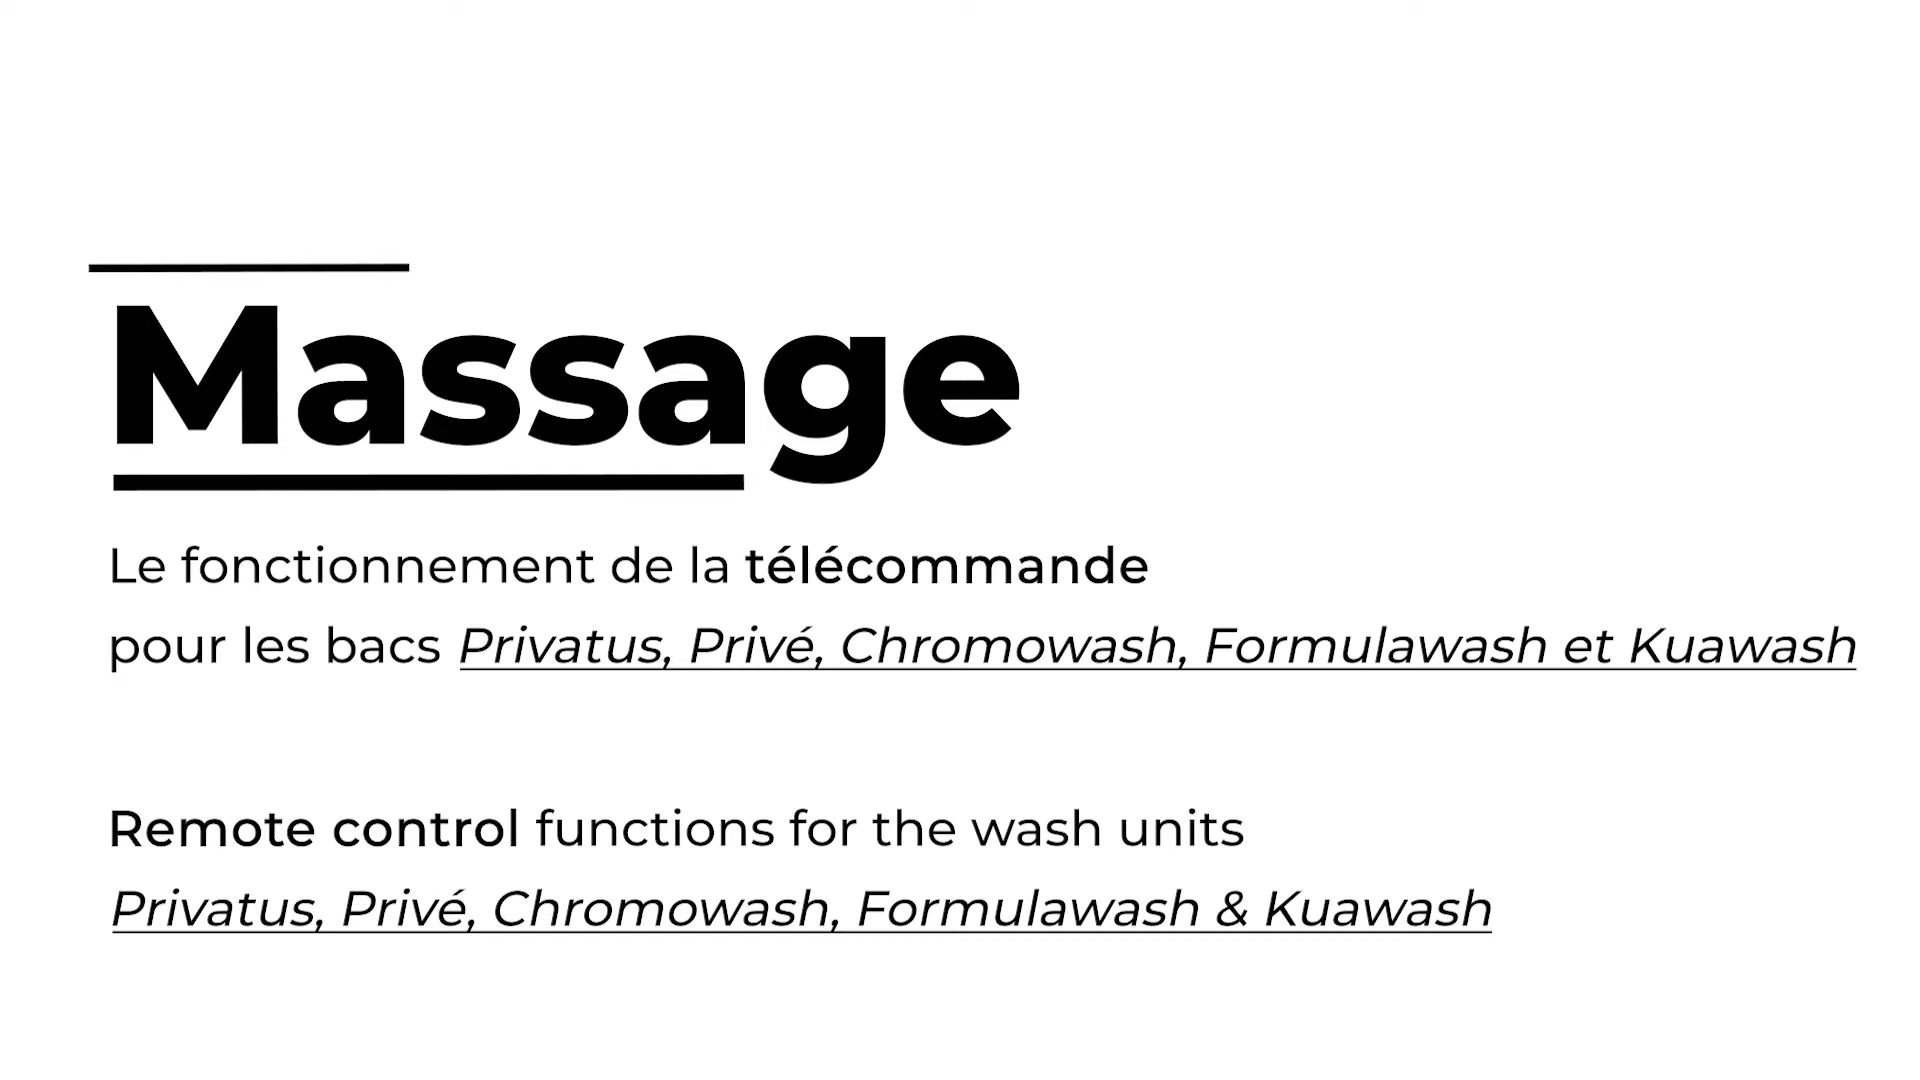 Massage
Le fonctionnement de la télécommande
pour les bacs Privatus, Privé, Chromowash, Formulawash et Kuawash
Remote control functions for the wash units
Privatus, Privé, Chromowash, Formulawash & Kuawash